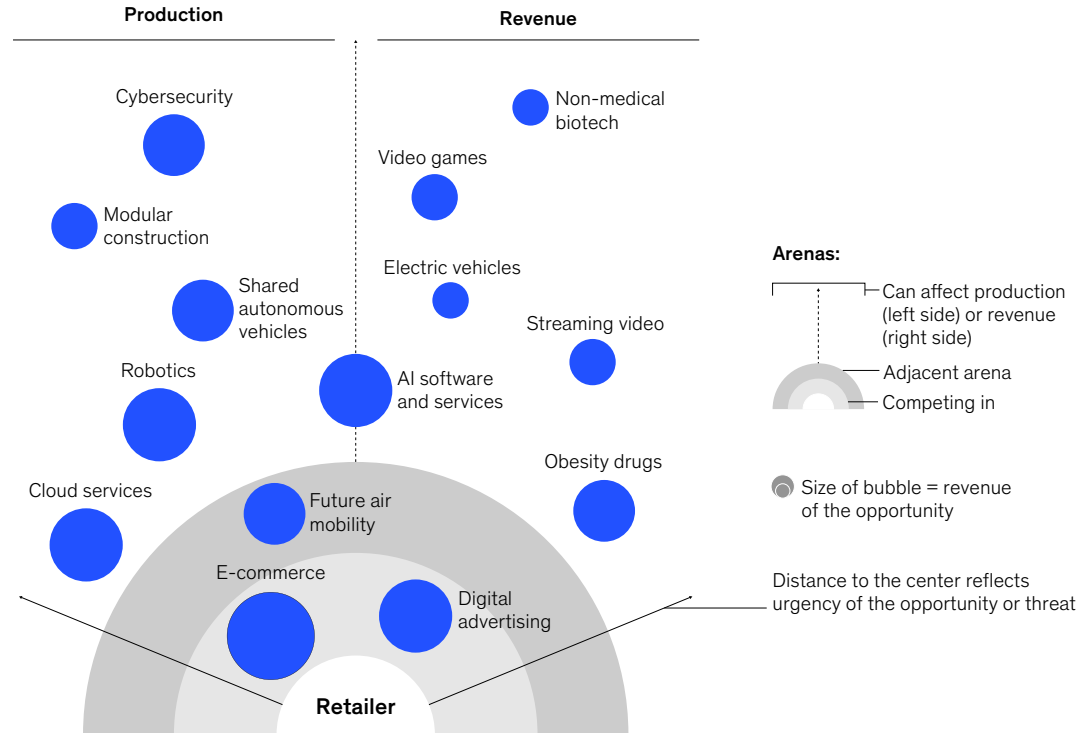 Production
Revenue
Cybersecurity
Non-medical
biotech
Video games
Modular
construction
Electric vehicles
Shared
autonomous
vehicles
Streaming video
Robotics
AI software
and services
Cloud services
Obesity drugs
Future air
mobility
E-commerce
Digital
advertising
Retailer
Arenas:
Can affect production
(left side) or revenue
(right side)
Adjacent arena
Competing in
Size of bubble = revenue
of the opportunity
Distance to the center reflects
urgency of the opportunity or threat